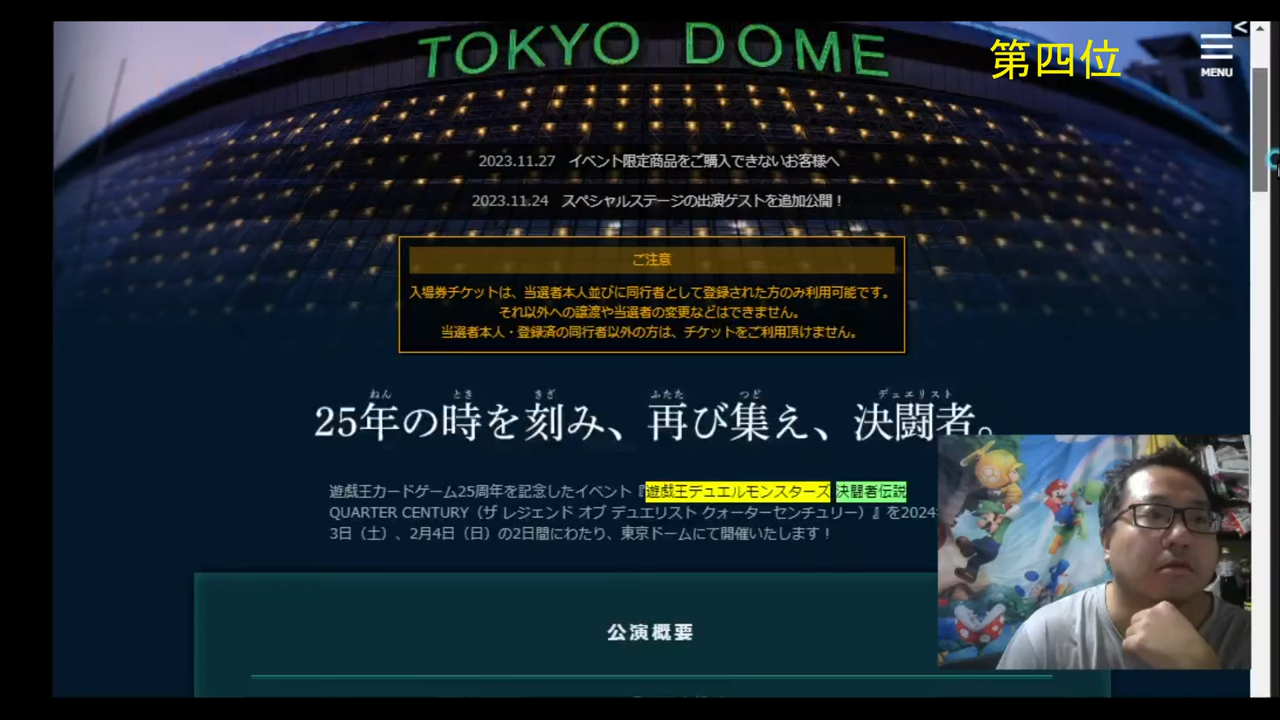 TOKYO DOME
第四位
MENU
2023.11.27 イベント限定商品をご購入できないお客様へ
2023.11.24 スペシャルステージの出演ゲストを追加公開！
ご注意
入場券チケットは、当選者本人並びに同行者として登録された方のみ利用可能です。
それ以外への譲渡や当選者の変更などはできません。
当選者本人・登録済の同行者以外の方は、チケットをご利用頂けません。
ねん とき きざ ふたた つど デュエリスト
25年の時を刻み、再び集え、決闘者。
遊戯王カードゲーム25周年を記念したイベント『遊戯王デュエルモンスターズ 決闘者伝説
QUARTER CENTURY（ザ レジェンド オブ デュエリスト クォーターセンチュリー）』を2024
3日（土）、2月4日（日）の2日間にわたり、東京ドームにて開催いたします！
公演概要